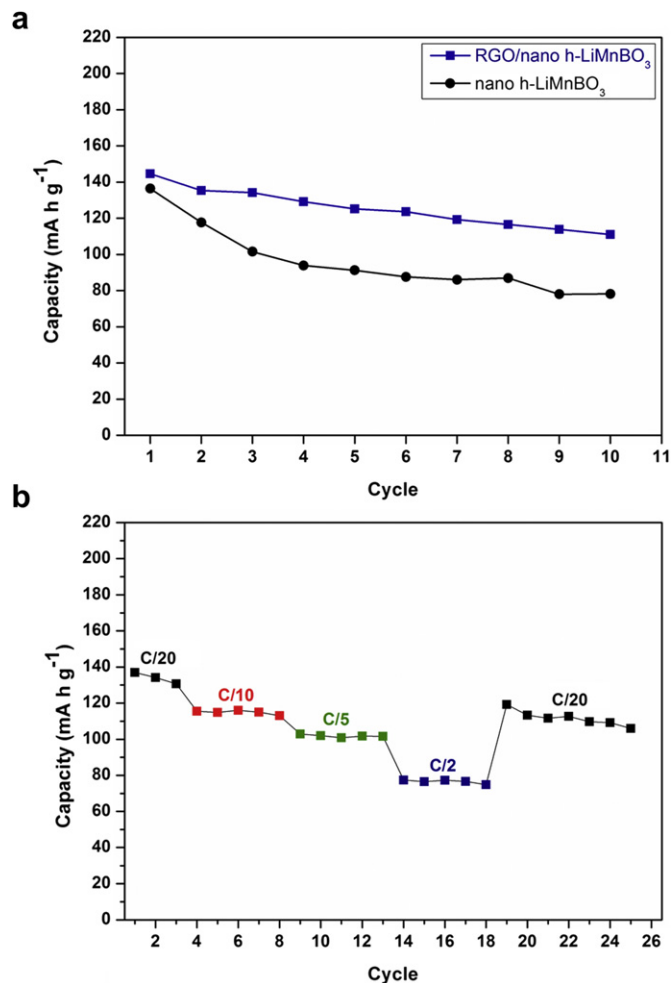 a
220
200
180
160
140
120
100
80
60
40
20
0
Capacity (mA h g⁻¹)
RGO/nano h-LiMnBO₃
nano h-LiMnBO₃
1 2 3 4 5 6 7 8 9 10 11
Cycle
b
220
200
180
160
140
120
100
80
60
40
20
0
Capacity (mA h g⁻¹)
C/20
C/10
C/5
C/2
C/20
2 4 6 8 10 12 14 16 18 20 22 24 26
Cycle